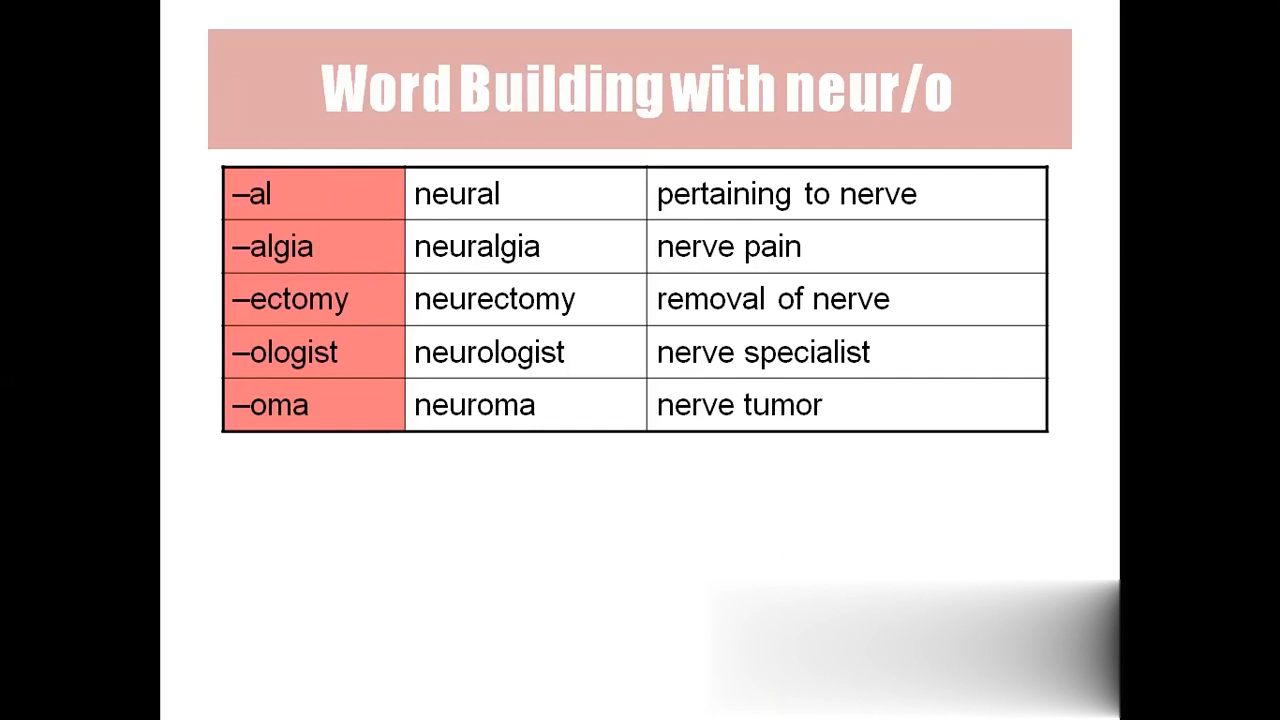 Word Building with neur/o
–al neural pertaining to nerve
–algia neuralgia nerve pain
–ectomy neurectomy removal of nerve
–ologist neurologist nerve specialist
–oma neuroma nerve tumor